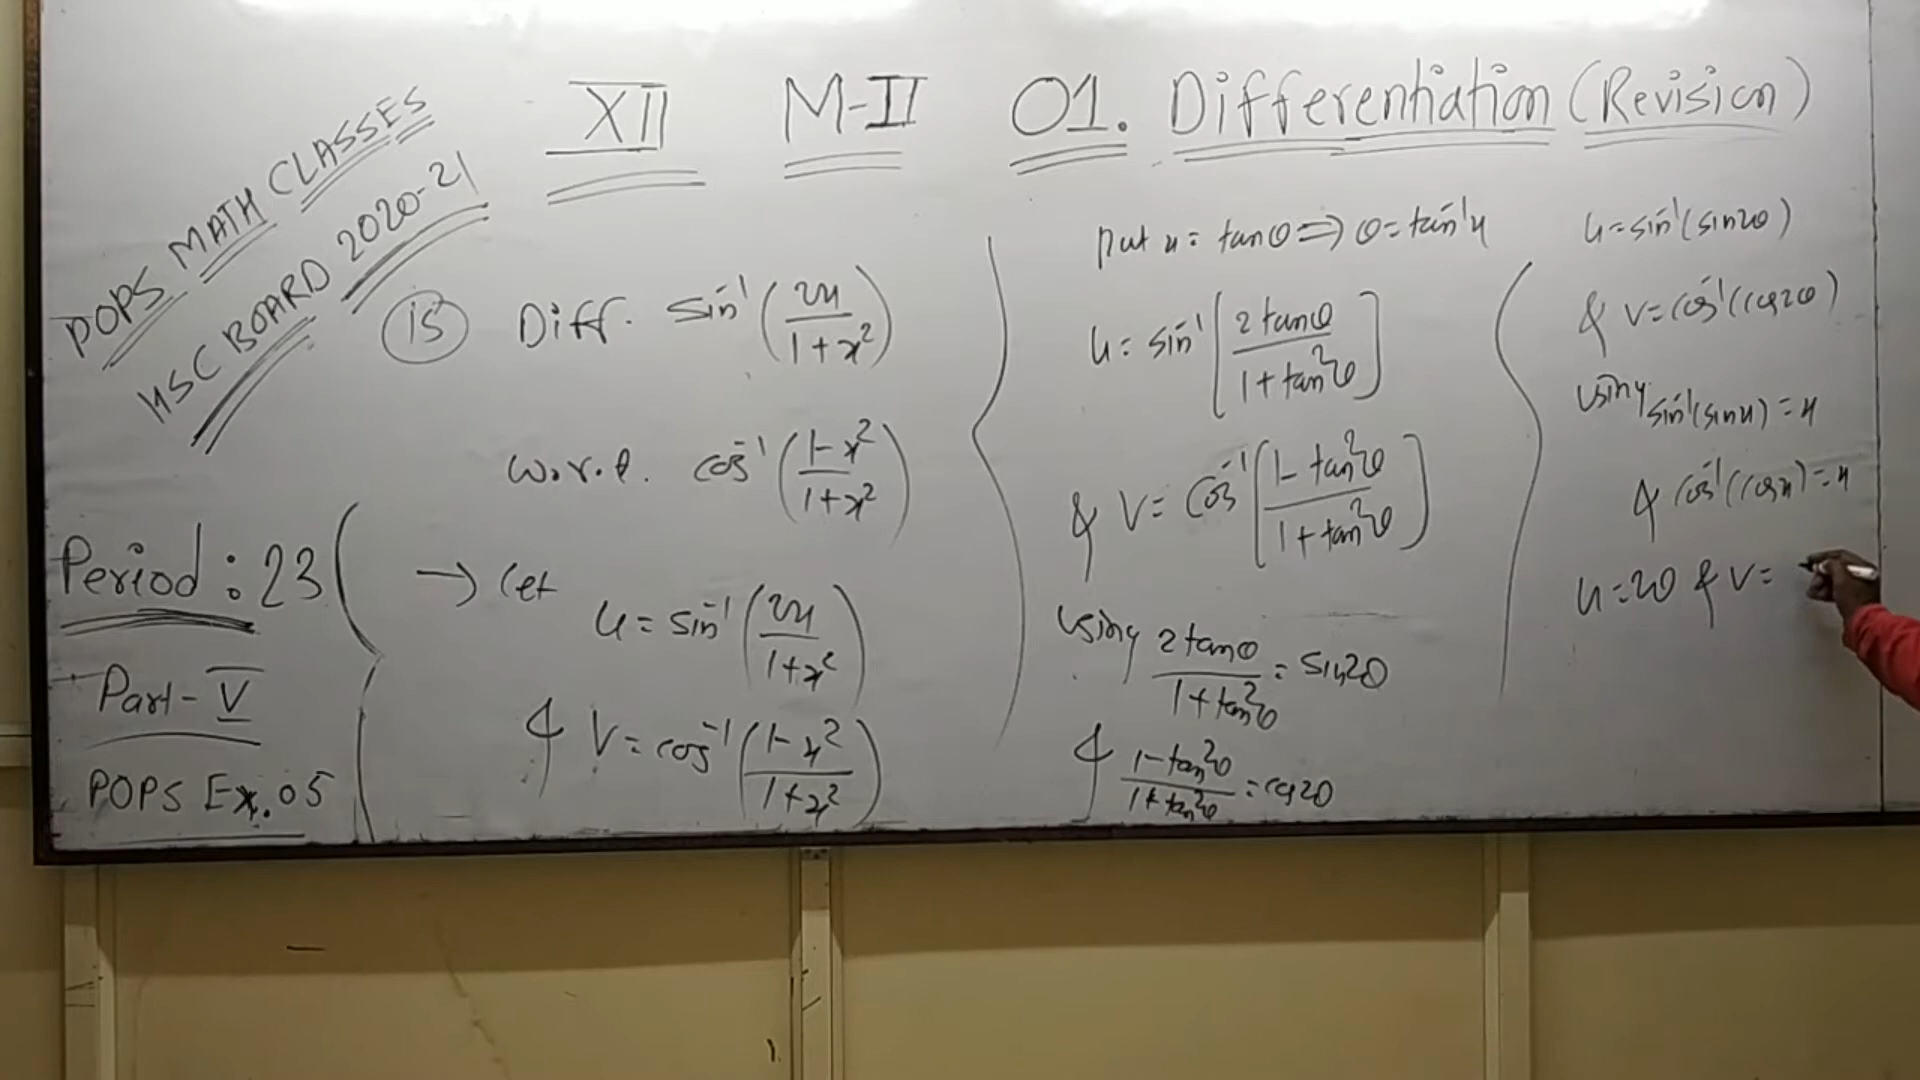 POPS MATH CLASSES
HSC BOARD 2020-21
XII M-II 01. Differentiation (Revision)
Period : 23
Part - V
POPS Ex. 05
(15) Diff. sin⁻¹(2x/(1+x²))
w.r.t. cos⁻¹((1-x²)/(1+x²))
→ Let
u = sin⁻¹(2x/(1+x²))
& V = cos⁻¹((1-x²)/(1+x²))
put x = tanθ ⇒ θ = tan⁻¹x
u = sin⁻¹[2tanθ/(1+tan²θ)]
& V = cos⁻¹[(1-tan²θ)/(1+tan²θ)]
using 2tanθ/(1+tan²θ) = sin2θ
& (1-tan²θ)/(1+tan²θ) = cos2θ
u = sin⁻¹(sin2θ)
& V = cos⁻¹(cos2θ)
using sin⁻¹(sinx) = x
& cos⁻¹(cosx) = x
u = 2θ & V =